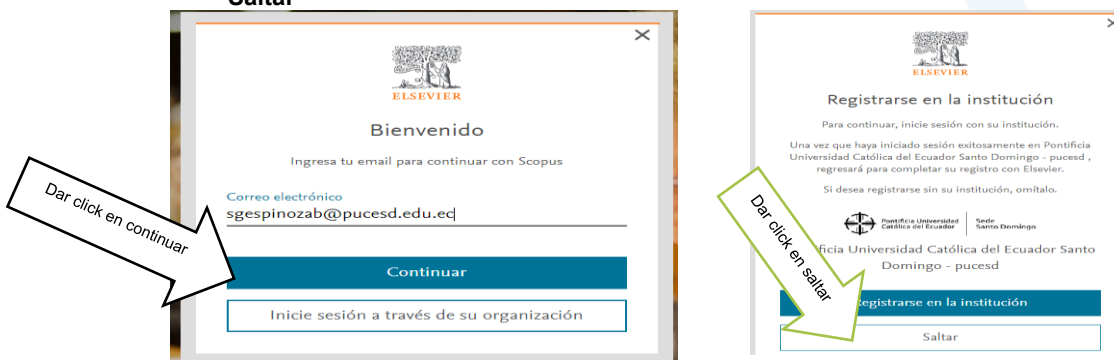 Saltar
ELSEVIER
Bienvenido
Ingresa tu email para continuar con Scopus
Correo electrónico
sgespinozab@pucesd.edu.ec
Dar click en continuar
Continuar
Inicie sesión a través de su organización
ELSEVIER
Registrarse en la institución
Para continuar, inicie sesión con su institución.
Una vez que haya iniciado sesión exitosamente en Pontificia
Universidad Católica del Ecuador Santo Domingo - pucesd ,
regresará para completar su registro con Elsevier.
Si desea registrarse sin su institución, omítalo.
Pontificia Universidad
Católica del Ecuador
Sede
Santo Domingo
ficia Universidad Católica del Ecuador Santo
Domingo - pucesd
Dar click en saltar
egistrarse en la institución
Saltar